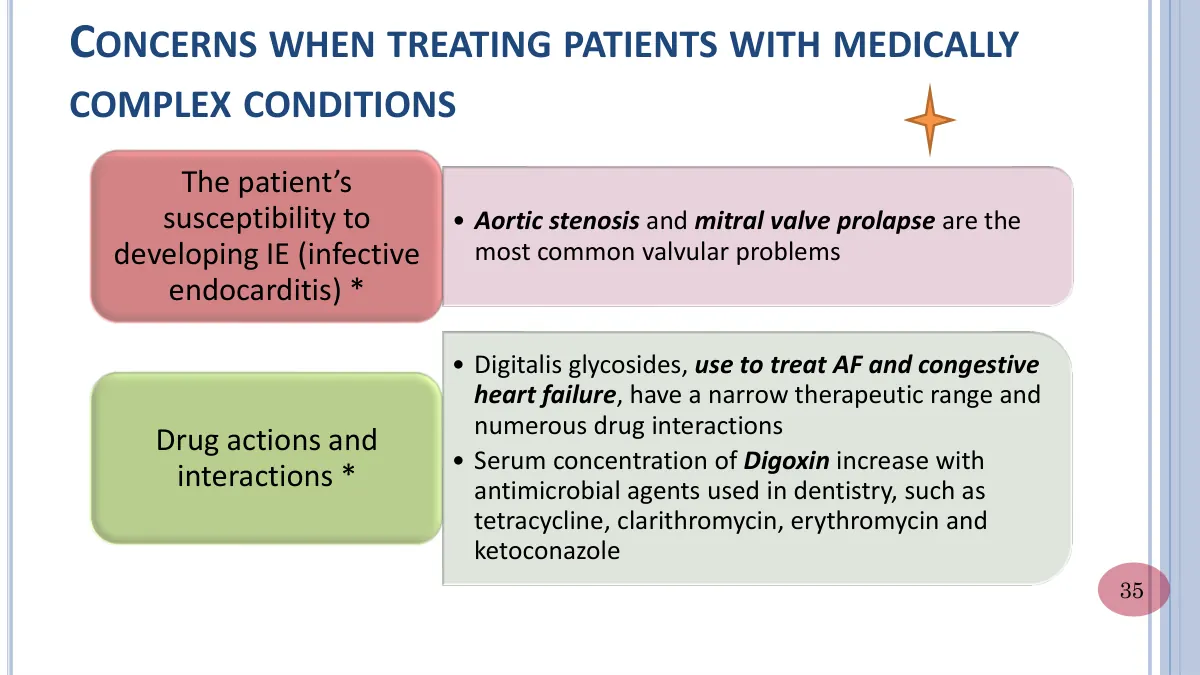 CONCERNS WHEN TREATING PATIENTS WITH MEDICALLY
COMPLEX CONDITIONS
The patient’s
susceptibility to
developing IE (infective
endocarditis) *
• Aortic stenosis and mitral valve prolapse are the
most common valvular problems
Drug actions and
interactions *
• Digitalis glycosides, use to treat AF and congestive
heart failure, have a narrow therapeutic range and
numerous drug interactions
• Serum concentration of Digoxin increase with
antimicrobial agents used in dentistry, such as
tetracycline, clarithromycin, erythromycin and
ketoconazole
35